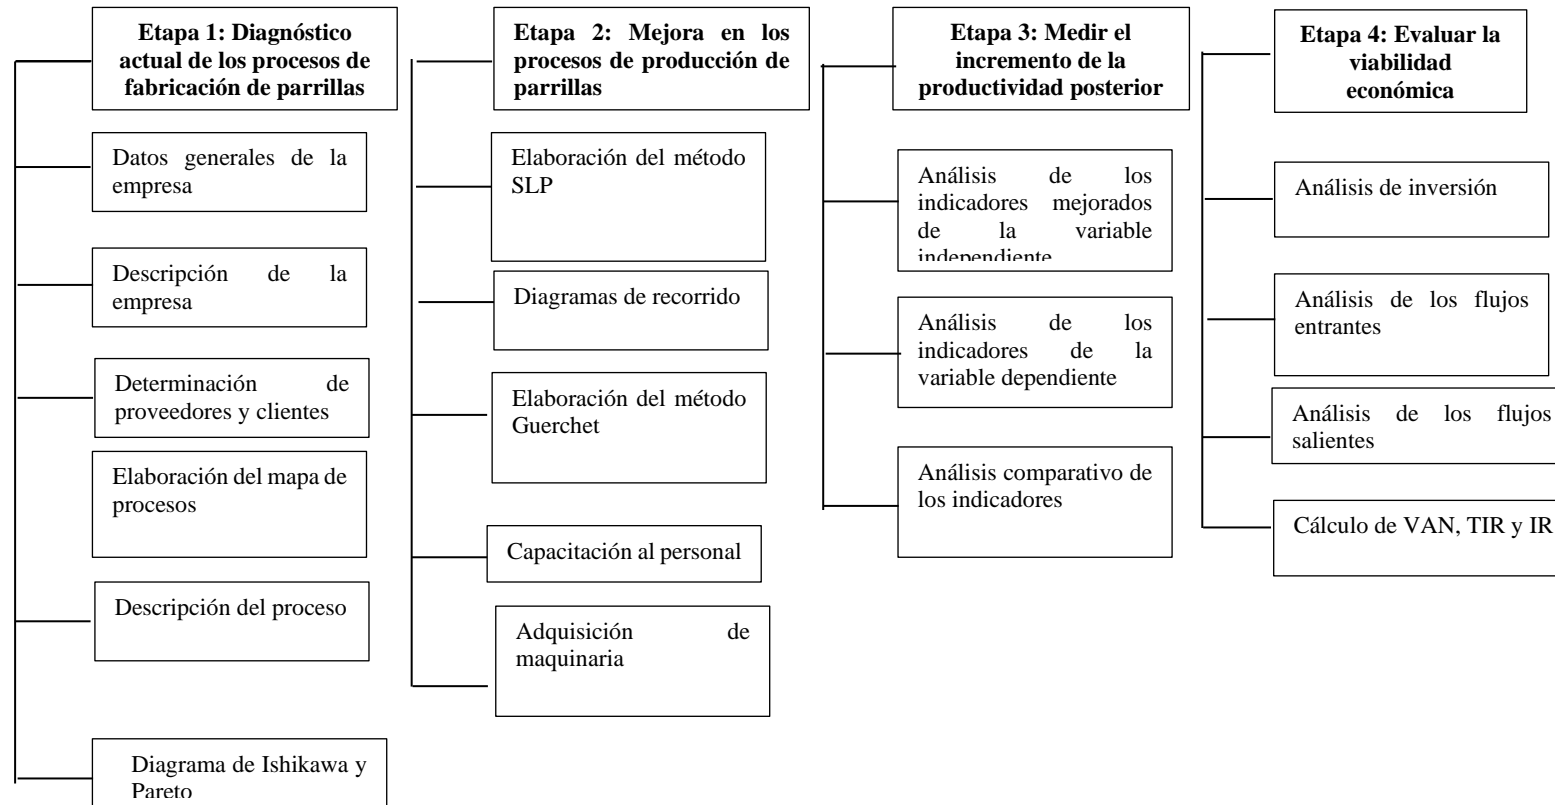 Etapa 1: Diagnóstico
actual de los procesos de
fabricación de parrillas
Datos generales de la
empresa
Descripción de la
empresa
Determinación de
proveedores y clientes
Elaboración del mapa de
procesos
Descripción del proceso
Diagrama de Ishikawa y
Pareto
Etapa 2: Mejora en los
procesos de producción de
parrillas
Elaboración del método
SLP
Diagramas de recorrido
Elaboración del método
Guerchet
Capacitación al personal
Adquisición de
maquinaria
Etapa 3: Medir el
incremento de la
productividad posterior
Análisis de los
indicadores mejorados
de la variable
independiente
Análisis de los
indicadores de la
variable dependiente
Análisis comparativo de
los indicadores
Etapa 4: Evaluar la
viabilidad
económica
Análisis de inversión
Análisis de los flujos
entrantes
Análisis de los flujos
salientes
Cálculo de VAN, TIR y IR